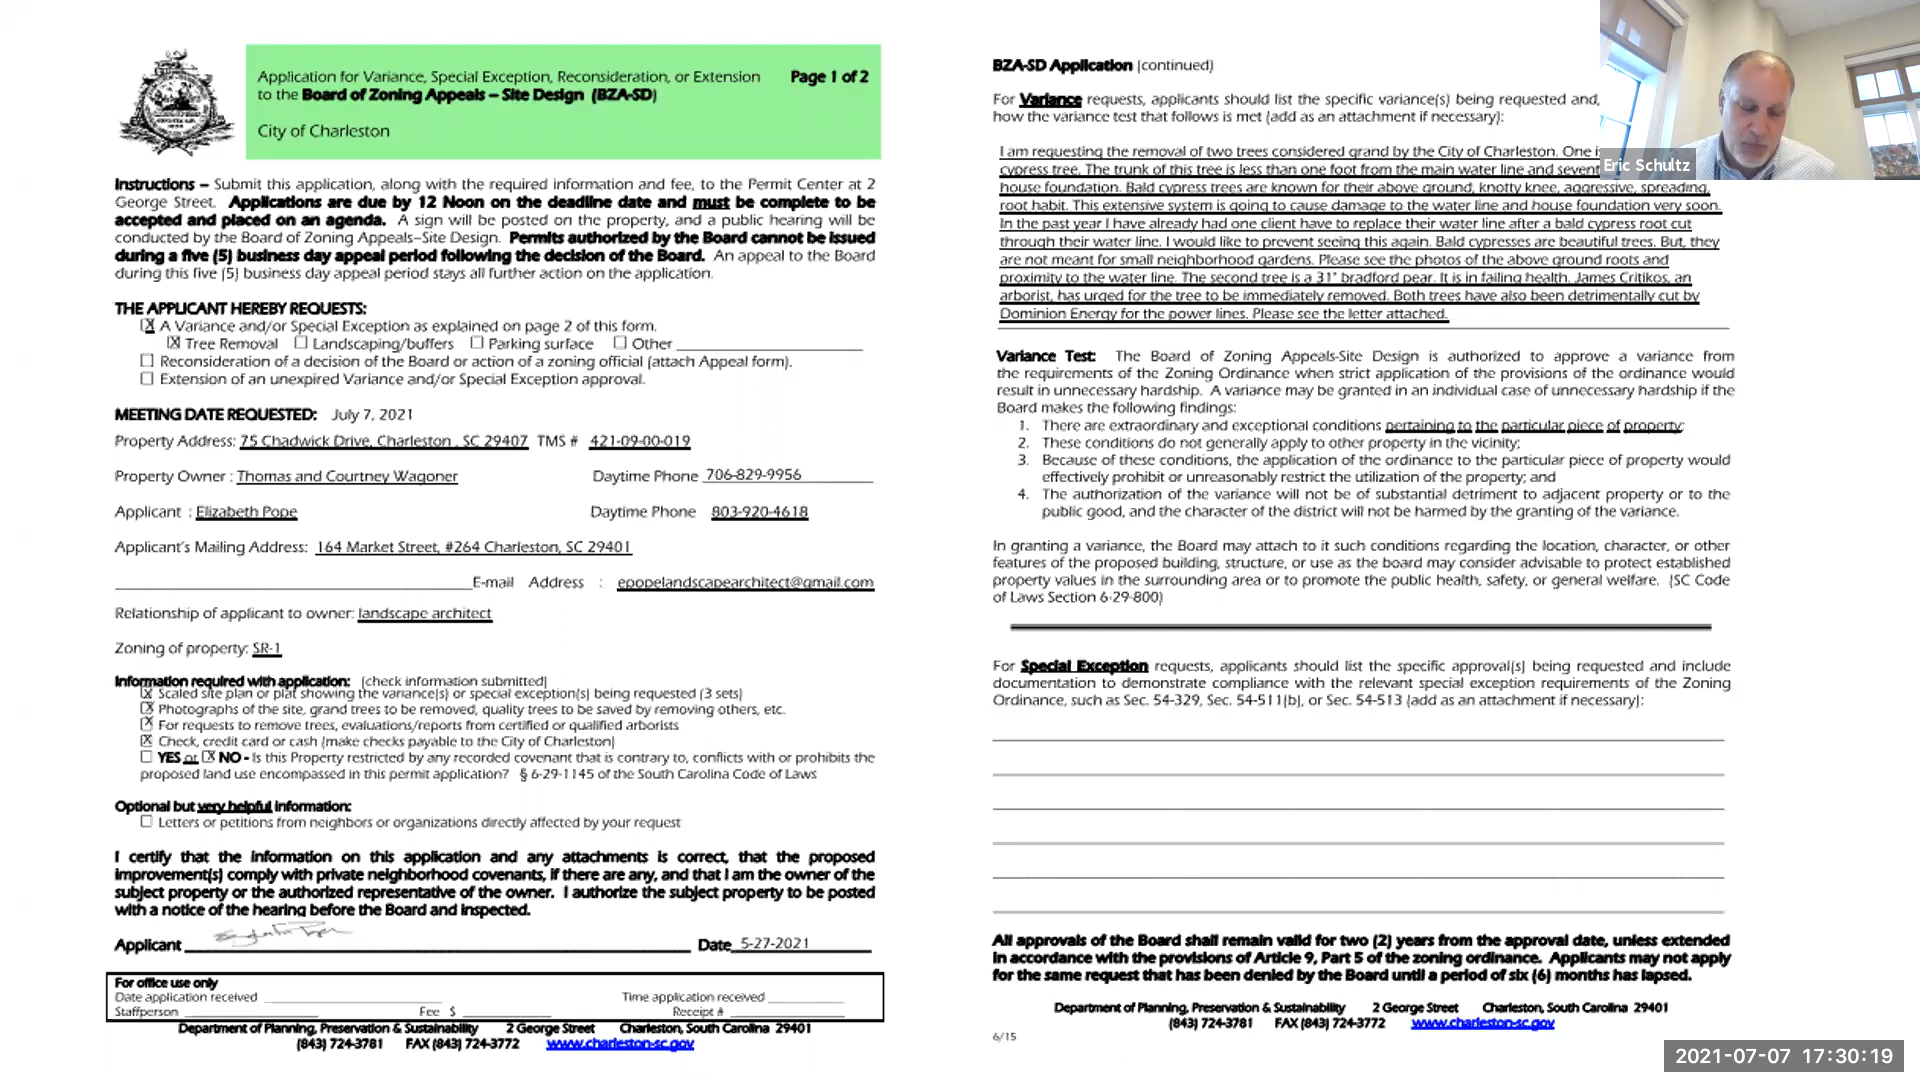 Application for Variance, Special Exception, Reconsideration, or Extension Page 1 of 2
to the Board of Zoning Appeals – Site Design (BZA-SD)
City of Charleston
Instructions – Submit this application, along with the required information and fee, to the Permit Center at 2
George Street. Applications are due by 12 Noon on the deadline date and must be complete to be
accepted and placed on an agenda. A sign will be posted on the property, and a public hearing will be
conducted by the Board of Zoning Appeals–Site Design. Permits authorized by the Board cannot be issued
during a five (5) business day appeal period following the decision of the Board. An appeal to the Board
during this five (5) business day appeal period stays all further action on the application.
THE APPLICANT HEREBY REQUESTS:
☒ A Variance and/or Special Exception as explained on page 2 of this form.
☒ Tree Removal ☐ Landscaping/buffers ☐ Parking surface ☐ Other
☐ Reconsideration of a decision of the Board or action of a zoning official (attach Appeal form).
☐ Extension of an unexpired Variance and/or Special Exception approval.
MEETING DATE REQUESTED: July 7, 2021
Property Address: 75 Chadwick Drive, Charleston , SC 29407 TMS # 421-09-00-019
Property Owner : Thomas and Courtney Wagoner Daytime Phone 706-829-9956
Applicant : Elizabeth Pope Daytime Phone 803-920-4618
Applicant's Mailing Address: 164 Market Street, #264 Charleston, SC 29401
E-mail Address : epopelandscapearchitect@gmail.com
Relationship of applicant to owner: landscape architect
Zoning of property: SR-1
Information required with application: (check information submitted)
☒ Scaled site plan or plat showing the variance(s) or special exception(s) being requested (3 sets)
☒ Photographs of the site, grand trees to be removed, quality trees to be saved by removing others, etc.
☒ For requests to remove trees, evaluations/reports from certified or qualified arborists
☒ Check, credit card or cash (make checks payable to the City of Charleston)
☐ YES or ☒ NO - Is this Property restricted by any recorded covenant that is contrary to, conflicts with or prohibits the
proposed land use encompassed in this permit application? § 6-29-1145 of the South Carolina Code of Laws
Optional but very helpful information:
☐ Letters or petitions from neighbors or organizations directly affected by your request
I certify that the information on this application and any attachments is correct, that the proposed
improvement(s) comply with private neighborhood covenants, if there are any, and that I am the owner of the
subject property or the authorized representative of the owner. I authorize the subject property to be posted
with a notice of the hearing before the Board and inspected.
Applicant Date 5-27-2021
For office use only
Date application received Time application received
Staffperson Fee $ Receipt #
Department of Planning, Preservation & Sustainability 2 George Street Charleston, South Carolina 29401
(843) 724-3781 FAX (843) 724-3772 www.charleston-sc.gov
BZA-SD Application (continued)
For Variance requests, applicants should list the specific variance(s) being requested and,
how the variance test that follows is met (add as an attachment if necessary):
I am requesting the removal of two trees considered grand by the City of Charleston. One
cypress tree. The trunk of this tree is less than one foot from the main water line and sevent
house foundation. Bald cypress trees are known for their above ground, knotty knee, aggressive, spreading,
root habit. This extensive system is going to cause damage to the water line and house foundation very soon.
In the past year I have already had one client have to replace their water line after a bald cypress root cut
through their water line. I would like to prevent seeing this again. Bald cypresses are beautiful trees. But, they
are not meant for small neighborhood gardens. Please see the photos of the above ground roots and
proximity to the water line. The second tree is a 31" bradford pear. It is in failing health. James Critikos, an
arborist, has urged for the tree to be immediately removed. Both trees have also been detrimentally cut by
Dominion Energy for the power lines. Please see the letter attached.
Variance Test: The Board of Zoning Appeals-Site Design is authorized to approve a variance from
the requirements of the Zoning Ordinance when strict application of the provisions of the ordinance would
result in unnecessary hardship. A variance may be granted in an individual case of unnecessary hardship if the
Board makes the following findings:
1. There are extraordinary and exceptional conditions pertaining to the particular piece of property;
2. These conditions do not generally apply to other property in the vicinity;
3. Because of these conditions, the application of the ordinance to the particular piece of property would
effectively prohibit or unreasonably restrict the utilization of the property; and
4. The authorization of the variance will not be of substantial detriment to adjacent property or to the
public good, and the character of the district will not be harmed by the granting of the variance.
In granting a variance, the Board may attach to it such conditions regarding the location, character, or other
features of the proposed building, structure, or use as the board may consider advisable to protect established
property values in the surrounding area or to promote the public health, safety, or general welfare. (SC Code
of Laws Section 6-29-800)
For Special Exception requests, applicants should list the specific approval(s) being requested and include
documentation to demonstrate compliance with the relevant special exception requirements of the Zoning
Ordinance, such as Sec. 54-329, Sec. 54-511(b), or Sec. 54-513 (add as an attachment if necessary):
All approvals of the Board shall remain valid for two (2) years from the approval date, unless extended
in accordance with the provisions of Article 9, Part 5 of the zoning ordinance. Applicants may not apply
for the same request that has been denied by the Board until a period of six (6) months has lapsed.
Department of Planning, Preservation & Sustainability 2 George Street Charleston, South Carolina 29401
(843) 724-3781 FAX (843) 724-3772 www.charleston-sc.gov
6/15
Eric Schultz
2021-07-07 17:30:19